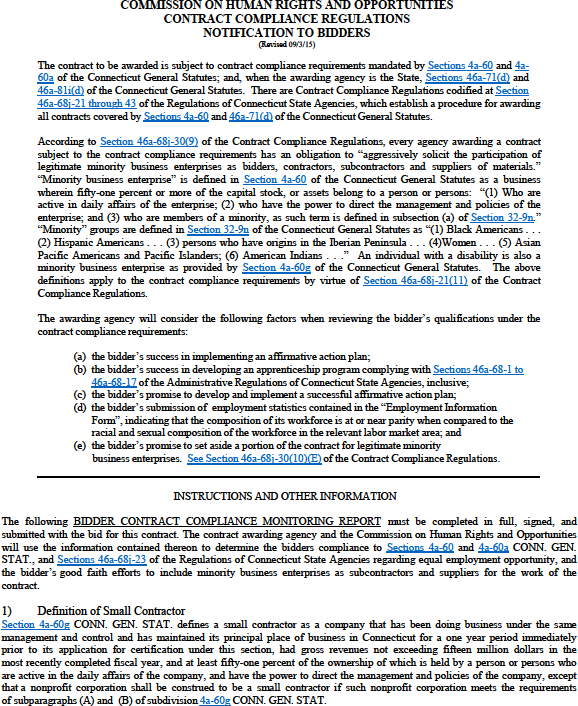 COMMISSION ON HUMAN RIGHTS AND OPPORTUNITIES
CONTRACT COMPLIANCE REGULATIONS
NOTIFICATION TO BIDDERS
(Revised 09/3/15)
The contract to be awarded is subject to contract compliance requirements mandated by Sections 4a-60 and 4a-
60a of the Connecticut General Statutes; and, when the awarding agency is the State, Sections 46a-71(d) and
46a-81i(d) of the Connecticut General Statutes. There are Contract Compliance Regulations codified at Section
46a-68j-21 through 43 of the Regulations of Connecticut State Agencies, which establish a procedure for awarding
all contracts covered by Sections 4a-60 and 46a-71(d) of the Connecticut General Statutes.
According to Section 46a-68j-30(9) of the Contract Compliance Regulations, every agency awarding a contract
subject to the contract compliance requirements has an obligation to “aggressively solicit the participation of
legitimate minority business enterprises as bidders, contractors, subcontractors and suppliers of materials.”
“Minority business enterprise” is defined in Section 4a-60 of the Connecticut General Statutes as a business
wherein fifty-one percent or more of the capital stock, or assets belong to a person or persons: “(1) Who are
active in daily affairs of the enterprise; (2) who have the power to direct the management and policies of the
enterprise; and (3) who are members of a minority, as such term is defined in subsection (a) of Section 32-9n.”
“Minority” groups are defined in Section 32-9n of the Connecticut General Statutes as “(1) Black Americans . . .
(2) Hispanic Americans . . . (3) persons who have origins in the Iberian Peninsula . . . (4)Women . . . (5) Asian
Pacific Americans and Pacific Islanders; (6) American Indians . . .” An individual with a disability is also a
minority business enterprise as provided by Section 4a-60g of the Connecticut General Statutes. The above
definitions apply to the contract compliance requirements by virtue of Section 46a-68j-21(11) of the Contract
Compliance Regulations.
The awarding agency will consider the following factors when reviewing the bidder’s qualifications under the
contract compliance requirements:
(a) the bidder’s success in implementing an affirmative action plan;
(b) the bidder’s success in developing an apprenticeship program complying with Sections 46a-68-1 to
46a-68-17 of the Administrative Regulations of Connecticut State Agencies, inclusive;
(c) the bidder’s promise to develop and implement a successful affirmative action plan;
(d) the bidder’s submission of employment statistics contained in the “Employment Information
Form”, indicating that the composition of its workforce is at or near parity when compared to the
racial and sexual composition of the workforce in the relevant labor market area; and
(e) the bidder’s promise to set aside a portion of the contract for legitimate minority
business enterprises. See Section 46a-68j-30(10)(E) of the Contract Compliance Regulations.
INSTRUCTIONS AND OTHER INFORMATION
The following BIDDER CONTRACT COMPLIANCE MONITORING REPORT must be completed in full, signed, and
submitted with the bid for this contract. The contract awarding agency and the Commission on Human Rights and Opportunities
will use the information contained thereon to determine the bidders compliance to Sections 4a-60 and 4a-60a CONN. GEN.
STAT., and Sections 46a-68j-23 of the Regulations of Connecticut State Agencies regarding equal employment opportunity, and
the bidder’s good faith efforts to include minority business enterprises as subcontractors and suppliers for the work of the
contract.
1) Definition of Small Contractor
Section 4a-60g CONN. GEN. STAT. defines a small contractor as a company that has been doing business under the same
management and control and has maintained its principal place of business in Connecticut for a one year period immediately
prior to its application for certification under this section, had gross revenues not exceeding fifteen million dollars in the
most recently completed fiscal year, and at least fifty-one percent of the ownership of which is held by a person or persons who
are active in the daily affairs of the company, and have the power to direct the management and policies of the company, except
that a nonprofit corporation shall be construed to be a small contractor if such nonprofit corporation meets the requirements
of subparagraphs (A) and (B) of subdivision 4a-60g CONN. GEN. STAT.